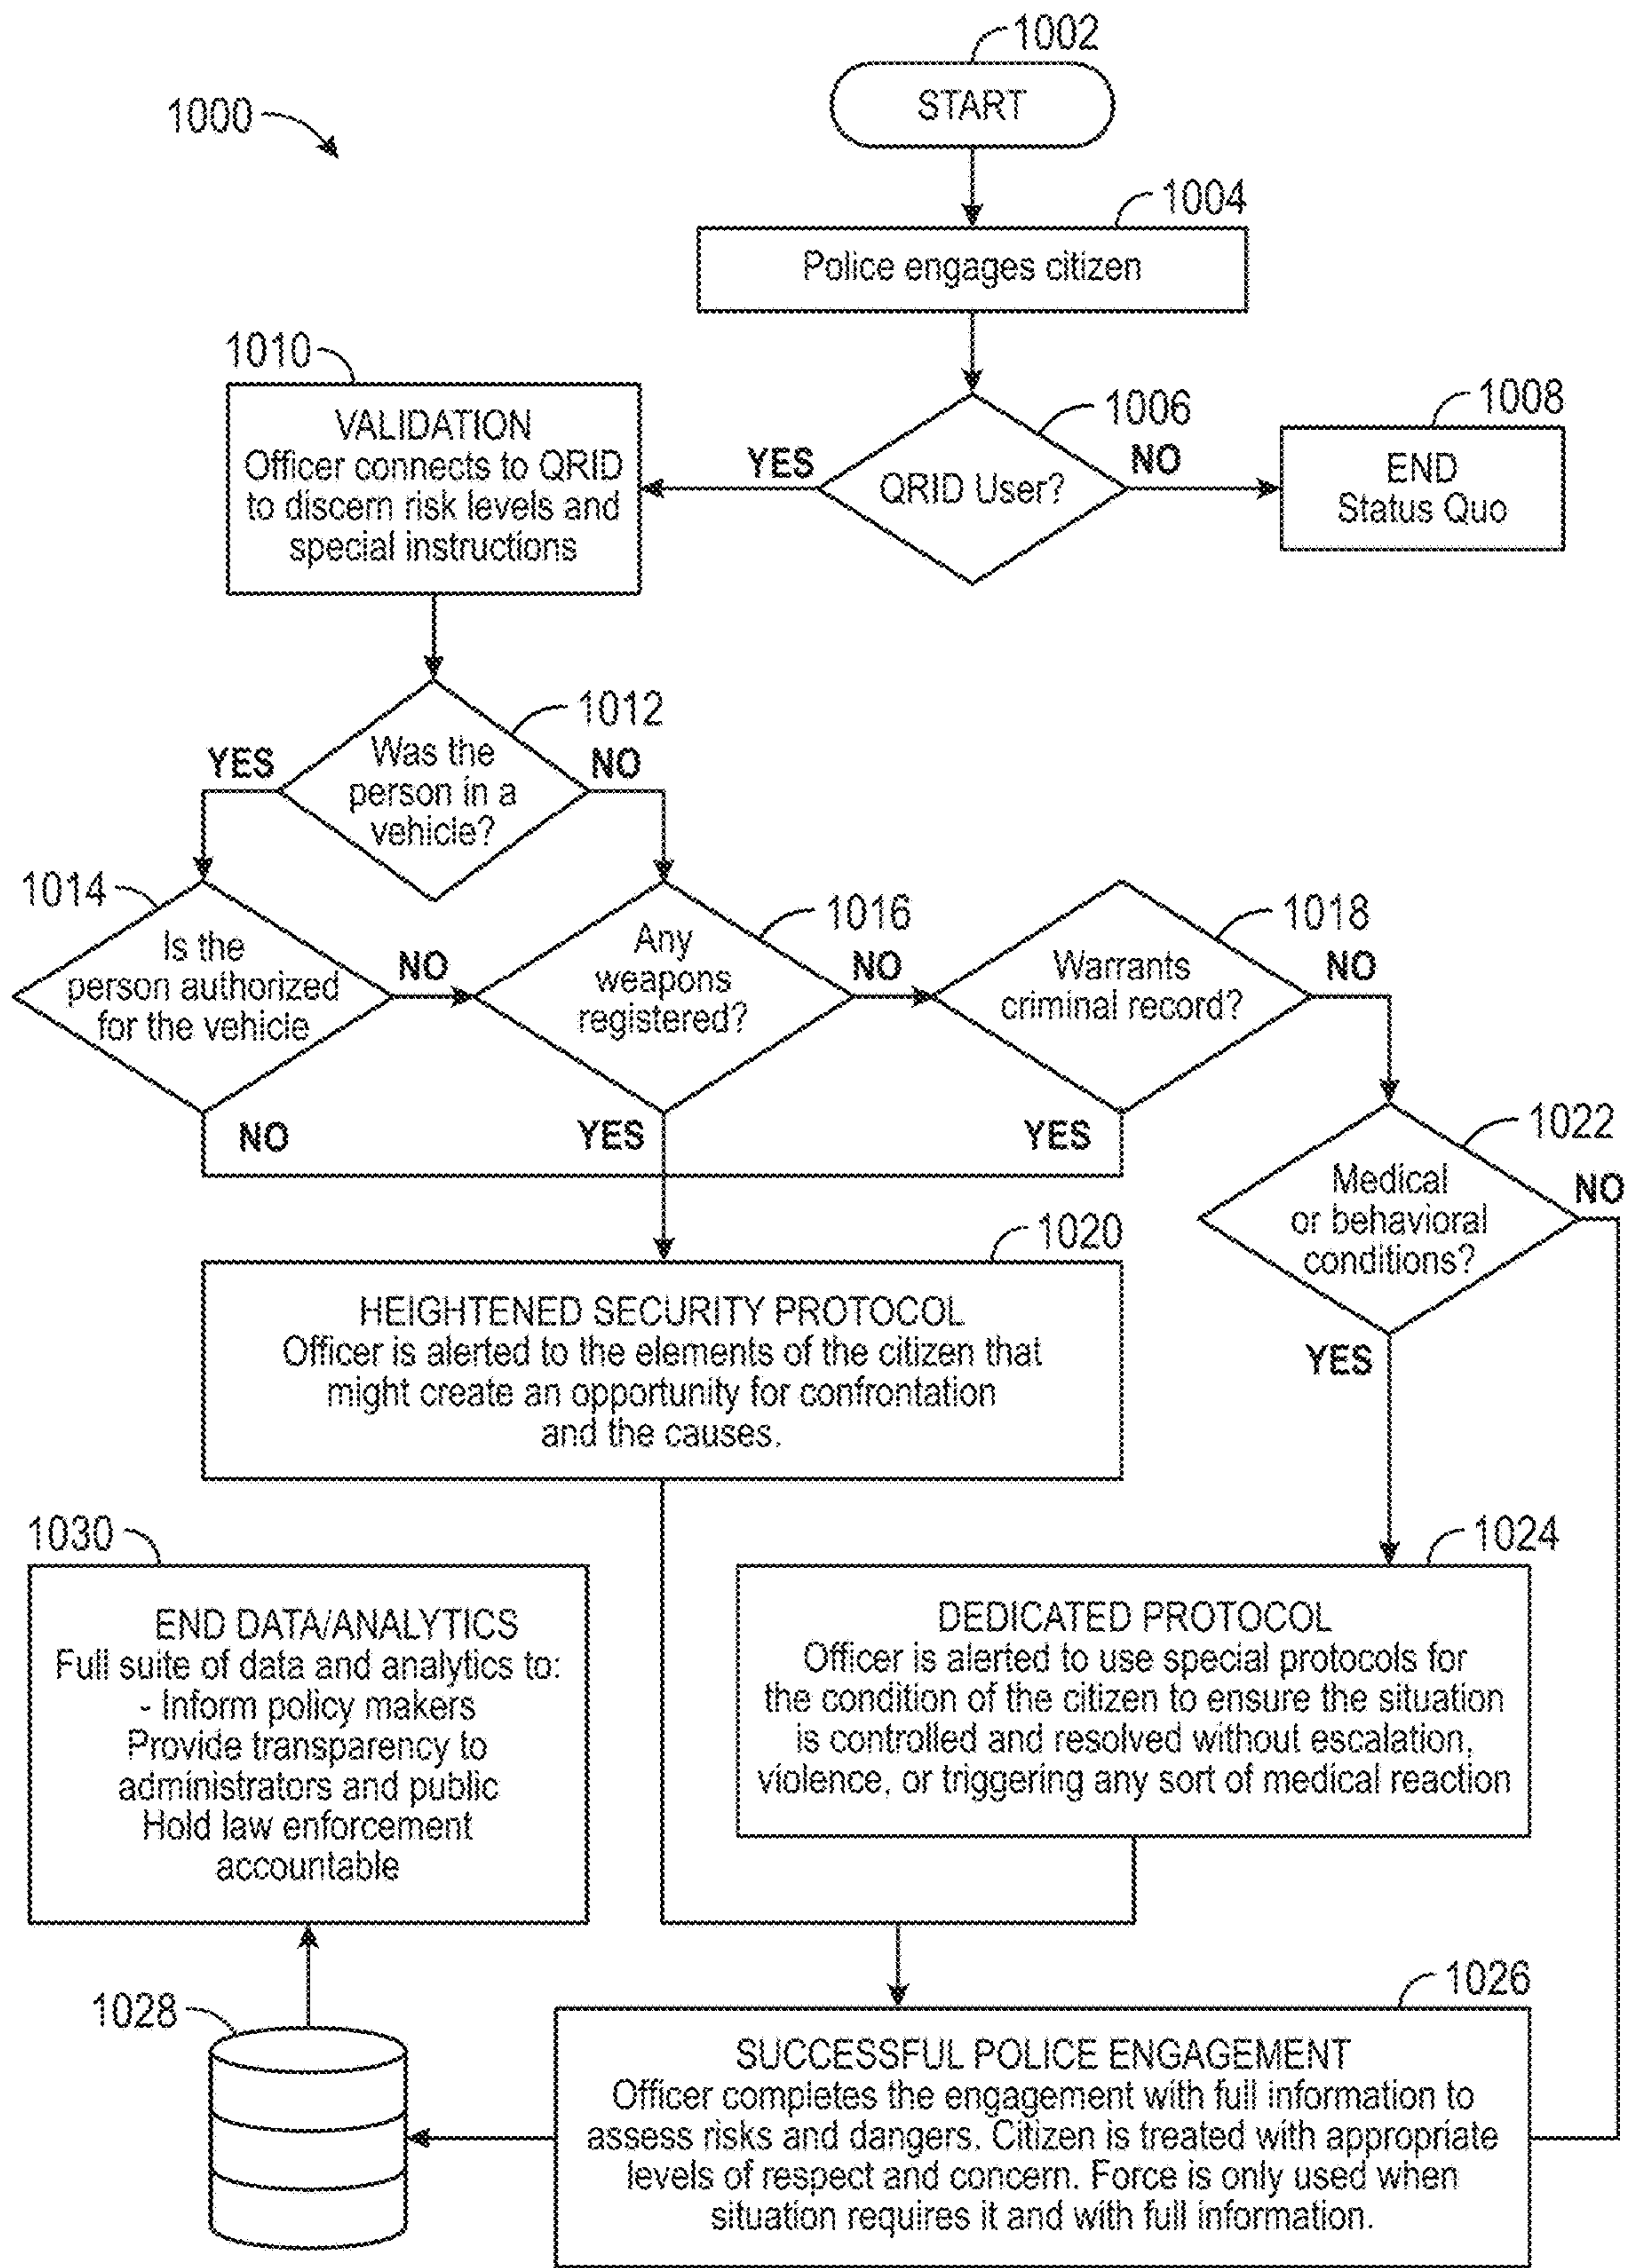 1000
1002
START
1004
Police engages citizen
1006
QRID User?
YES
NO
1008
END
Status Quo
1010
VALIDATION
Officer connects to QRID
to discern risk levels and
special instructions
1012
Was the
person in a
vehicle?
YES
NO
1014
Is the
person authorized
for the vehicle
NO
NO
1016
Any
weapons
registered?
NO
YES
1018
Warrants
criminal record?
NO
YES
1022
Medical
or behavioral
conditions?
NO
YES
1020
HEIGHTENED SECURITY PROTOCOL
Officer is alerted to the elements of the citizen that
might create an opportunity for confrontation
and the causes.
1024
DEDICATED PROTOCOL
Officer is alerted to use special protocols for
the condition of the citizen to ensure the situation
is controlled and resolved without escalation,
violence, or triggering any sort of medical reaction
1030
END DATA/ANALYTICS
Full suite of data and analytics to:
- Inform policy makers
Provide transparency to
administrators and public
Hold law enforcement
accountable
1028
1026
SUCCESSFUL POLICE ENGAGEMENT
Officer completes the engagement with full information to
assess risks and dangers. Citizen is treated with appropriate
levels of respect and concern. Force is only used when
situation requires it and with full information.